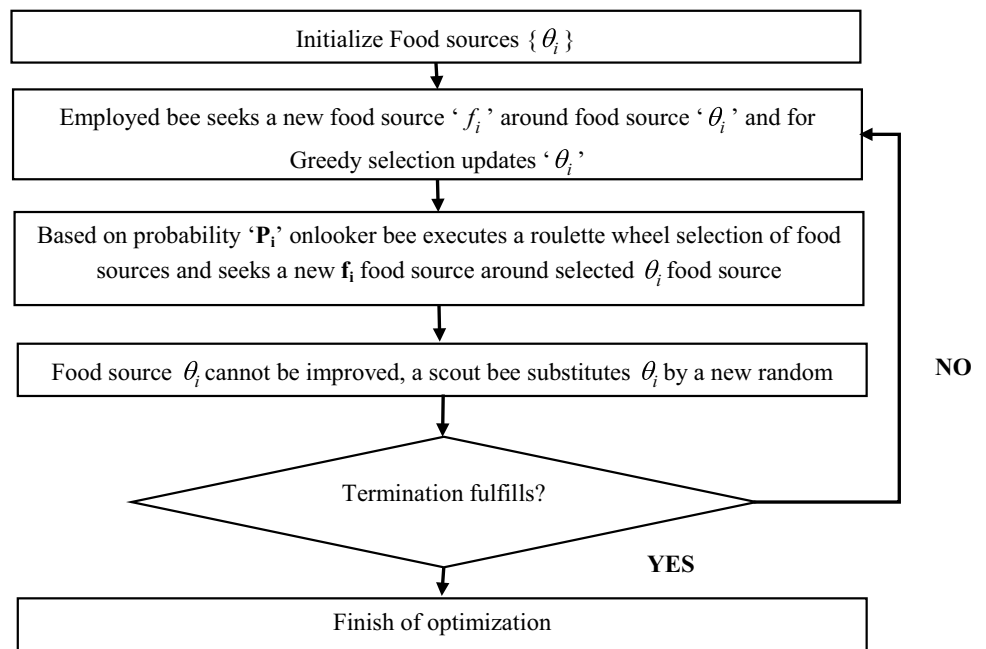 Initialize Food sources { θi }
Employed bee seeks a new food source ‘ fi ’ around food source ‘ θi ’ and for
Greedy selection updates ‘ θi ’
Based on probability ‘Pi’ onlooker bee executes a roulette wheel selection of food
sources and seeks a new fi food source around selected θi food source
Food source θi cannot be improved, a scout bee substitutes θi by a new random
NO
Termination fulfills?
YES
Finish of optimization